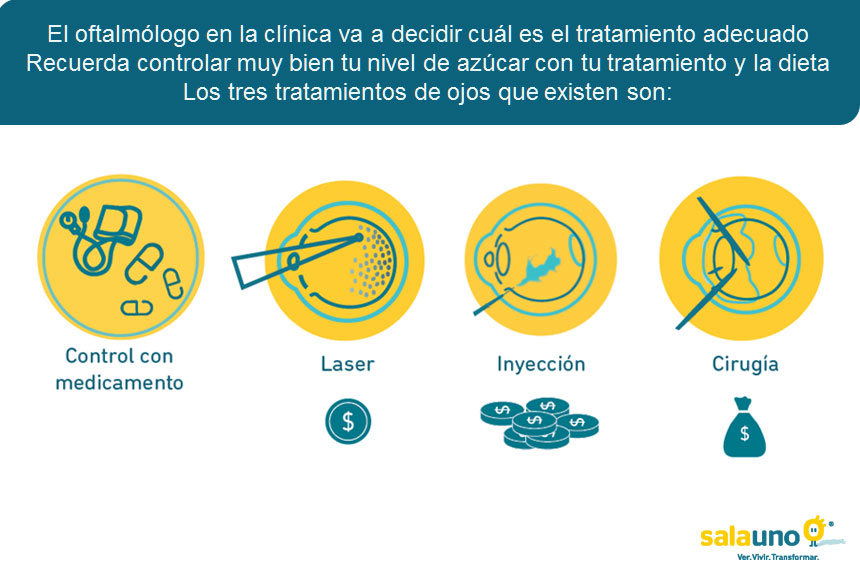 El oftalmólogo en la clínica va a decidir cuál es el tratamiento adecuado
Recuerda controlar muy bien tu nivel de azúcar con tu tratamiento y la dieta
Los tres tratamientos de ojos que existen son:
Control con
medicamento
Laser
Inyección
Cirugía
$
$ $ $ $ $
$
salauno®
Ver.Vivir.Transformar.